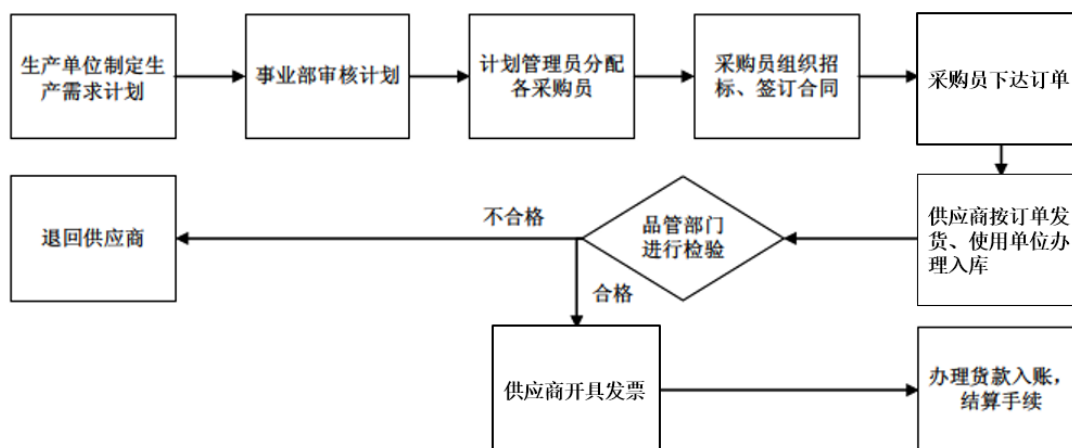 生产单位制定生
产需求计划
事业部审核计划
计划管理员分配
各采购员
采购员组织招
标、签订合同
采购员下达订单
供应商按订单发
货、使用单位办
理入库
品管部门
进行检验
不合格
退回供应商
合格
供应商开具发票
办理货款入账，
结算手续